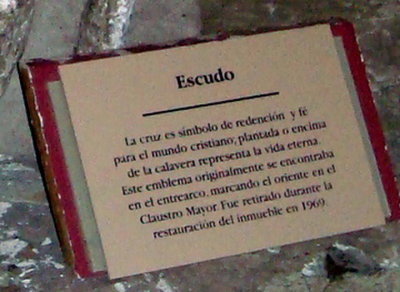 Escudo
La cruz es símbolo de redención y fé
para el mundo cristiano; plantada o encima
de la calavera representa la vida eterna.
Este emblema originalmente se encontraba
en el entrearco, marcando el oriente en el
Claustro Mayor. Fue retirado durante la
restauración del inmueble en 1969.